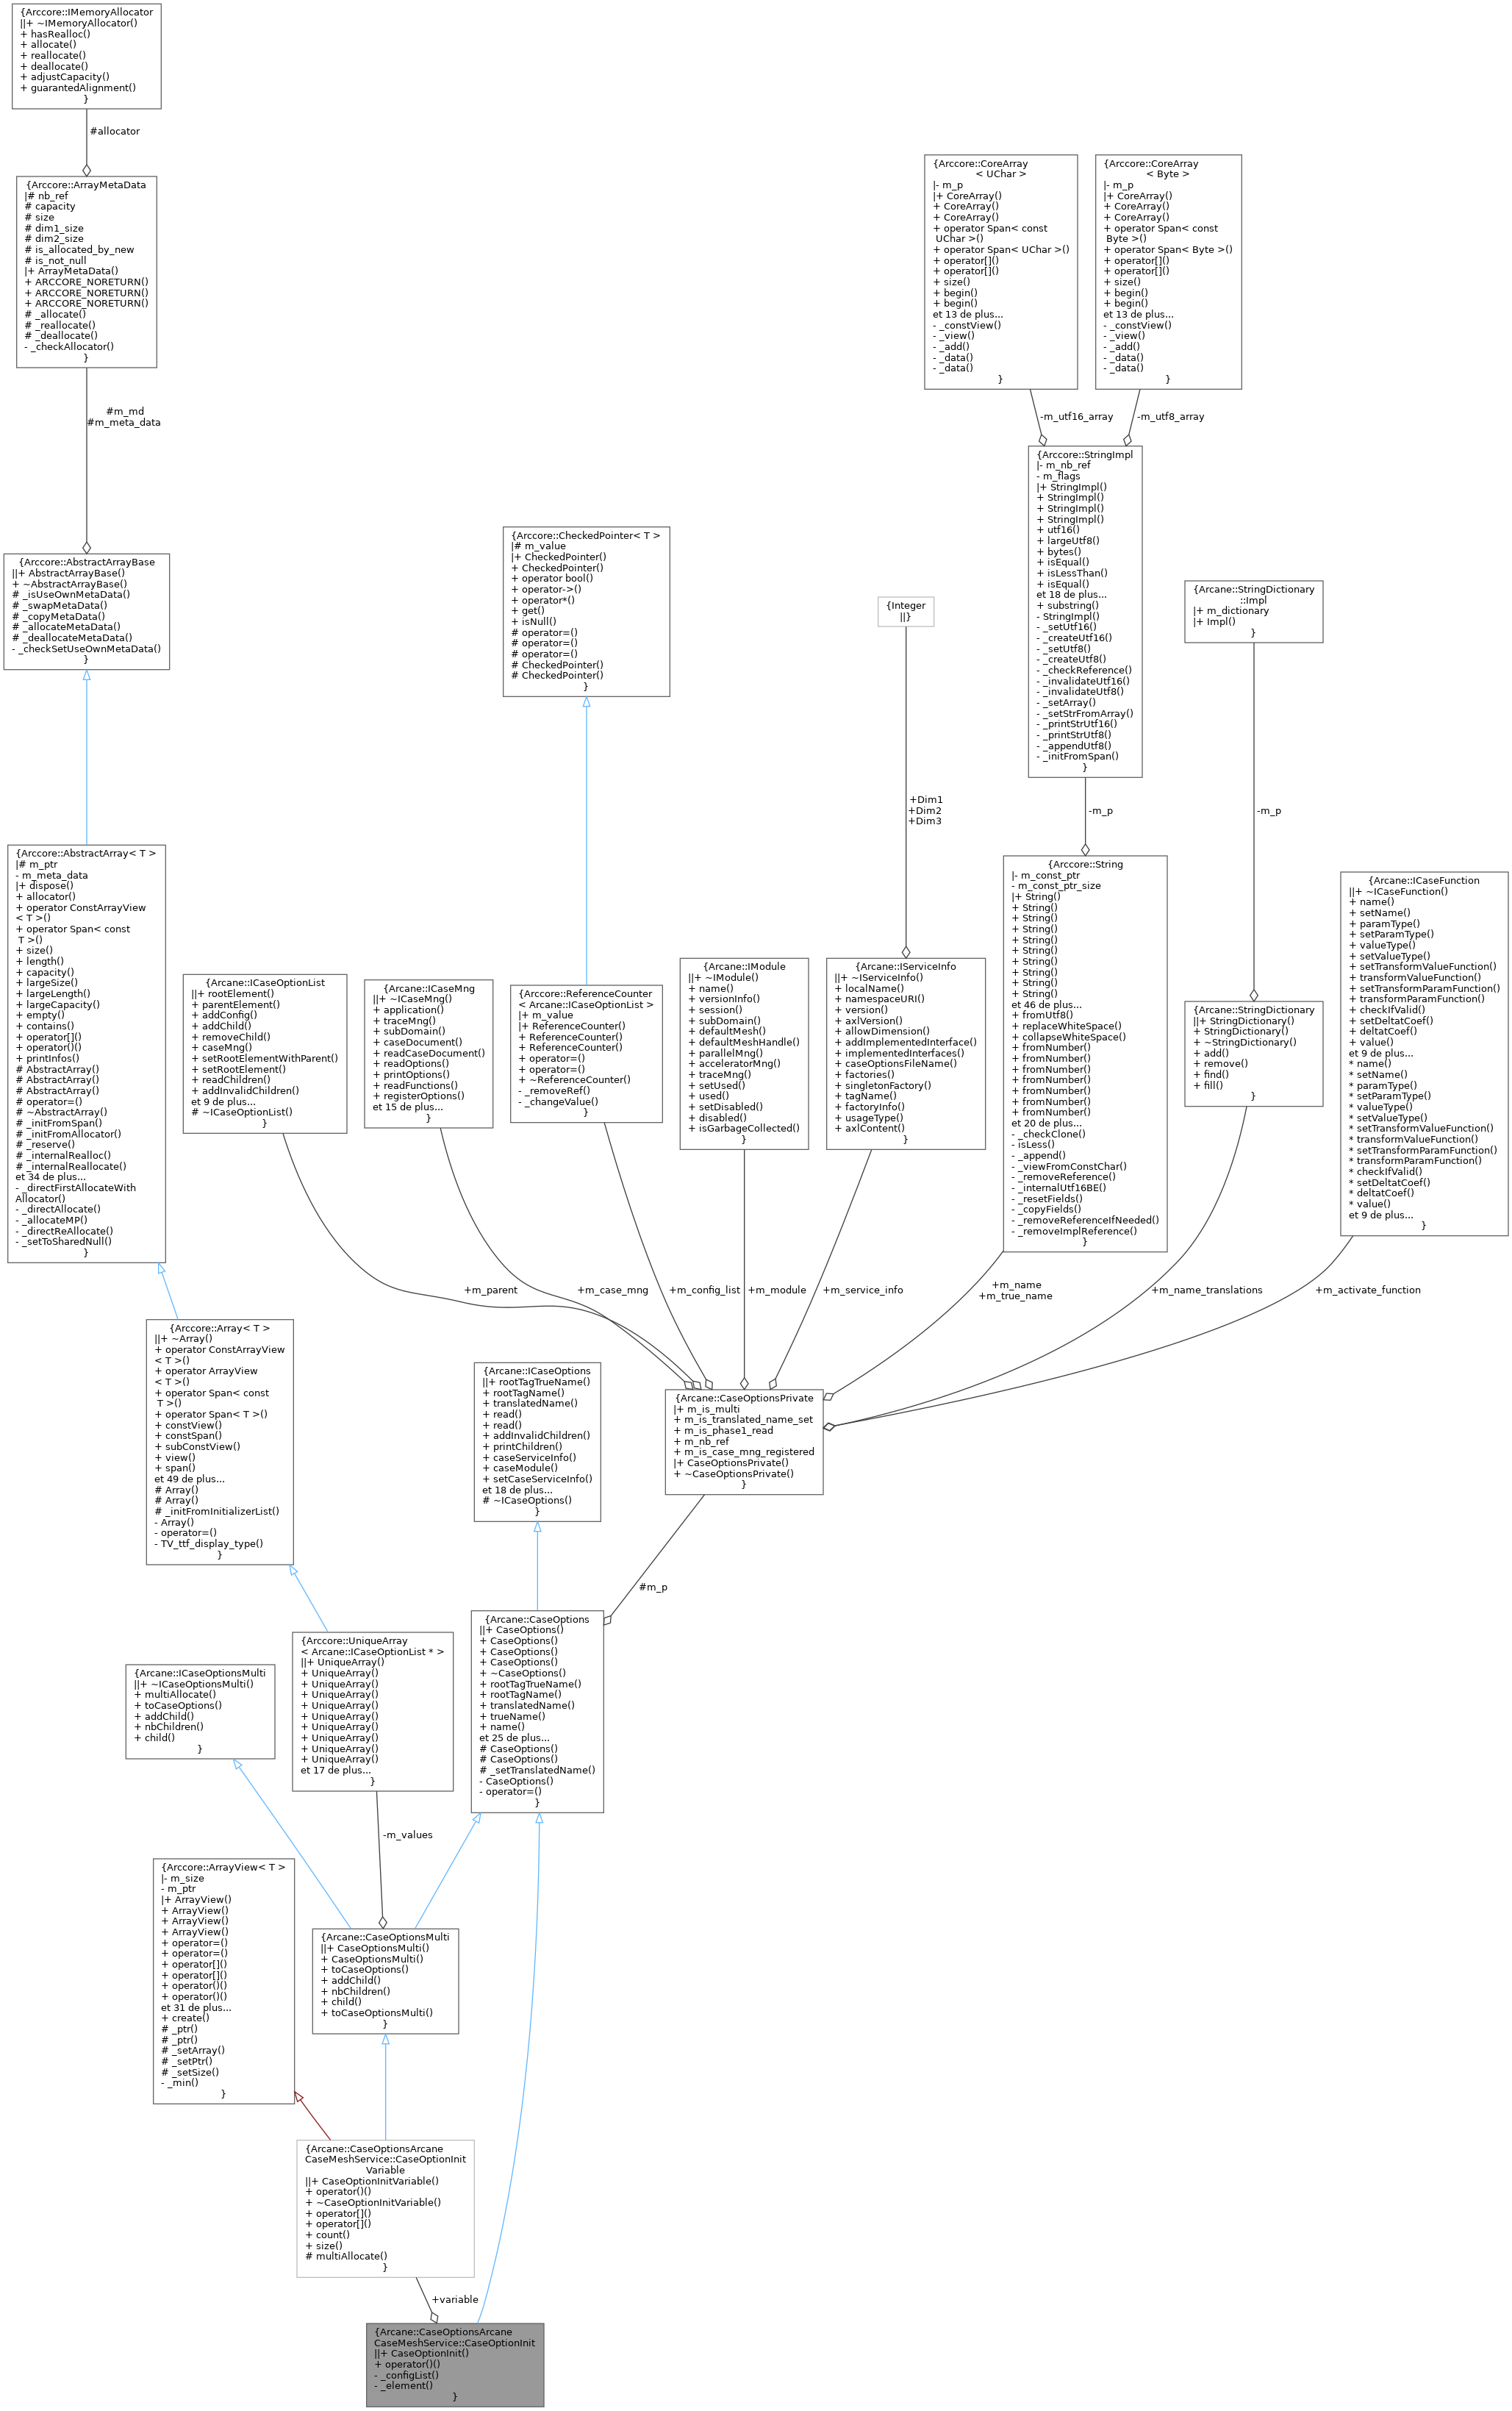 {Arccore::IMemoryAllocator
||+ ~IMemoryAllocator()
+ hasRealloc()
+ allocate()
+ reallocate()
+ deallocate()
+ adjustCapacity()
+ guarantedAlignment()
}
#allocator
{Arccore::ArrayMetaData
|# nb_ref
# capacity
# size
# dim1_size
# dim2_size
# is_allocated_by_new
# is_not_null
|+ ArrayMetaData()
+ ARCCORE_NORETURN()
+ ARCCORE_NORETURN()
+ ARCCORE_NORETURN()
# _allocate()
# _reallocate()
# _deallocate()
- _checkAllocator()
}
#m_md
#m_meta_data
{Arccore::AbstractArrayBase
||+ AbstractArrayBase()
+ ~AbstractArrayBase()
# _isUseOwnMetaData()
# _swapMetaData()
# _copyMetaData()
# _allocateMetaData()
# _deallocateMetaData()
- _checkSetUseOwnMetaData()
}
{Arccore::AbstractArray< T >
|# m_ptr
- m_meta_data
|+ dispose()
+ allocator()
+ operator ConstArrayView
< T >()
+ operator Span< const
T >()
+ size()
+ length()
+ capacity()
+ largeSize()
+ largeLength()
+ largeCapacity()
+ empty()
+ contains()
+ operator[]()
+ operator()()
+ printInfos()
# AbstractArray()
# AbstractArray()
# AbstractArray()
# operator=()
# ~AbstractArray()
# _initFromSpan()
# _initFromAllocator()
# _reserve()
# _internalRealloc()
# _internalReallocate()
et 34 de plus...
- _directFirstAllocateWith
Allocator()
- _directAllocate()
- _allocateMP()
- _directReAllocate()
- _setToSharedNull()
}
{Arccore::CoreArray
< UChar >
|- m_p
|+ CoreArray()
+ CoreArray()
+ CoreArray()
+ operator Span< const
UChar >()
+ operator Span< UChar >()
+ operator[]()
+ operator[]()
+ size()
+ begin()
+ begin()
et 13 de plus...
- _constView()
- _view()
- _add()
- _data()
- _data()
}
{Arccore::CoreArray
< Byte >
|- m_p
|+ CoreArray()
+ CoreArray()
+ CoreArray()
+ operator Span< const
Byte >()
+ operator Span< Byte >()
+ operator[]()
+ operator[]()
+ size()
+ begin()
+ begin()
et 13 de plus...
- _constView()
- _view()
- _add()
- _data()
- _data()
}
-m_utf16_array
-m_utf8_array
{Arccore::StringImpl
|- m_nb_ref
- m_flags
|+ StringImpl()
+ StringImpl()
+ StringImpl()
+ StringImpl()
+ utf16()
+ largeUtf8()
+ bytes()
+ isEqual()
+ isLessThan()
+ isEqual()
et 18 de plus...
+ substring()
- StringImpl()
- _setUtf16()
- _createUtf16()
- _setUtf8()
- _createUtf8()
- _checkReference()
- _invalidateUtf16()
- _invalidateUtf8()
- _setArray()
- _setStrFromArray()
- _printStrUtf16()
- _printStrUtf8()
- _appendUtf8()
- _initFromSpan()
}
{Arccore::CheckedPointer< T >
|# m_value
|+ CheckedPointer()
+ CheckedPointer()
+ operator bool()
+ operator->()
+ operator*()
+ get()
+ isNull()
# operator=()
# operator=()
# operator=()
# CheckedPointer()
# CheckedPointer()
}
{Integer
||}
{Arcane::StringDictionary
::Impl
|+ m_dictionary
|+ Impl()
}
+Dim1
+Dim2
+Dim3
-m_p
-m_p
{Arcane::ICaseOptionList
||+ rootElement()
+ parentElement()
+ addConfig()
+ addChild()
+ removeChild()
+ caseMng()
+ setRootElementWithParent()
+ setRootElement()
+ readChildren()
+ addInvalidChildren()
et 9 de plus...
# ~ICaseOptionList()
}
{Arcane::ICaseMng
||+ ~ICaseMng()
+ application()
+ traceMng()
+ subDomain()
+ caseDocument()
+ readCaseDocument()
+ readOptions()
+ printOptions()
+ readFunctions()
+ registerOptions()
et 15 de plus...
}
{Arccore::ReferenceCounter
< Arcane::ICaseOptionList >
|+ m_value
|+ ReferenceCounter()
+ ReferenceCounter()
+ ReferenceCounter()
+ operator=()
+ operator=()
+ ~ReferenceCounter()
- _removeRef()
- _changeValue()
}
{Arcane::IModule
||+ ~IModule()
+ name()
+ versionInfo()
+ session()
+ subDomain()
+ defaultMesh()
+ defaultMeshHandle()
+ parallelMng()
+ acceleratorMng()
+ traceMng()
+ setUsed()
+ used()
+ setDisabled()
+ disabled()
+ isGarbageCollected()
}
{Arcane::IServiceInfo
||+ ~IServiceInfo()
+ localName()
+ namespaceURI()
+ version()
+ axlVersion()
+ allowDimension()
+ addImplementedInterface()
+ implementedInterfaces()
+ caseOptionsFileName()
+ factories()
+ singletonFactory()
+ tagName()
+ factoryInfo()
+ usageType()
+ axlContent()
}
{Arccore::String
|- m_const_ptr
- m_const_ptr_size
|+ String()
+ String()
+ String()
+ String()
+ String()
+ String()
+ String()
+ String()
+ String()
+ String()
et 46 de plus...
+ fromUtf8()
+ replaceWhiteSpace()
+ collapseWhiteSpace()
+ fromNumber()
+ fromNumber()
+ fromNumber()
+ fromNumber()
+ fromNumber()
+ fromNumber()
+ fromNumber()
et 20 de plus...
- _checkClone()
- isLess()
- _append()
- _viewFromConstChar()
- _removeReference()
- _internalUtf16BE()
- _resetFields()
- _copyFields()
- _removeReferenceIfNeeded()
- _removeImplReference()
}
{Arcane::StringDictionary
||+ StringDictionary()
+ StringDictionary()
+ ~StringDictionary()
+ add()
+ remove()
+ find()
+ fill()
}
{Arcane::ICaseFunction
||+ ~ICaseFunction()
+ name()
+ setName()
+ paramType()
+ setParamType()
+ valueType()
+ setValueType()
+ setTransformValueFunction()
+ transformValueFunction()
+ setTransformParamFunction()
+ transformParamFunction()
+ checkIfValid()
+ setDeltatCoef()
+ deltatCoef()
+ value()
et 9 de plus...
* name()
* setName()
* paramType()
* setParamType()
* valueType()
* setValueType()
* setTransformValueFunction()
* transformValueFunction()
* setTransformParamFunction()
* transformParamFunction()
* checkIfValid()
* setDeltatCoef()
* deltatCoef()
* value()
et 9 de plus...
}
+m_parent
+m_case_mng
+m_config_list
+m_module
+m_service_info
+m_name
+m_true_name
+m_name_translations
+m_activate_function
{Arccore::Array< T >
||+ ~Array()
+ operator ConstArrayView
< T >()
+ operator ArrayView
< T >()
+ operator Span< const
T >()
+ operator Span< T >()
+ constView()
+ constSpan()
+ subConstView()
+ view()
+ span()
et 49 de plus...
# Array()
# Array()
# _initFromInitializerList()
- Array()
- operator=()
- TV_ttf_display_type()
}
{Arcane::ICaseOptions
||+ rootTagTrueName()
+ rootTagName()
+ translatedName()
+ read()
+ read()
+ addInvalidChildren()
+ printChildren()
+ caseServiceInfo()
+ caseModule()
+ setCaseServiceInfo()
et 18 de plus...
# ~ICaseOptions()
}
{Arcane::CaseOptionsPrivate
|+ m_is_multi
+ m_is_translated_name_set
+ m_is_phase1_read
+ m_nb_ref
+ m_is_case_mng_registered
|+ CaseOptionsPrivate()
+ ~CaseOptionsPrivate()
}
#m_p
{Arcane::ICaseOptionsMulti
||+ ~ICaseOptionsMulti()
+ multiAllocate()
+ toCaseOptions()
+ addChild()
+ nbChildren()
+ child()
}
{Arccore::UniqueArray
< Arcane::ICaseOptionList * >
||+ UniqueArray()
+ UniqueArray()
+ UniqueArray()
+ UniqueArray()
+ UniqueArray()
+ UniqueArray()
+ UniqueArray()
+ UniqueArray()
+ UniqueArray()
+ UniqueArray()
et 17 de plus...
}
{Arcane::CaseOptions
||+ CaseOptions()
+ CaseOptions()
+ CaseOptions()
+ CaseOptions()
+ ~CaseOptions()
+ rootTagTrueName()
+ rootTagName()
+ translatedName()
+ trueName()
+ name()
et 25 de plus...
# CaseOptions()
# CaseOptions()
# _setTranslatedName()
- CaseOptions()
- operator=()
}
-m_values
{Arccore::ArrayView< T >
|- m_size
- m_ptr
|+ ArrayView()
+ ArrayView()
+ ArrayView()
+ ArrayView()
+ operator=()
+ operator=()
+ operator[]()
+ operator[]()
+ operator()()
+ operator()()
et 31 de plus...
+ create()
# _ptr()
# _ptr()
# _setArray()
# _setPtr()
# _setSize()
- _min()
}
{Arcane::CaseOptionsMulti
||+ CaseOptionsMulti()
+ CaseOptionsMulti()
+ toCaseOptions()
+ addChild()
+ nbChildren()
+ child()
+ toCaseOptionsMulti()
}
{Arcane::CaseOptionsArcane
CaseMeshService::CaseOptionInit
Variable
||+ CaseOptionInitVariable()
+ operator()()
+ ~CaseOptionInitVariable()
+ operator[]()
+ operator[]()
+ count()
+ size()
# multiAllocate()
}
+variable
{Arcane::CaseOptionsArcane
CaseMeshService::CaseOptionInit
||+ CaseOptionInit()
+ operator()()
- _configList()
- _element()
}